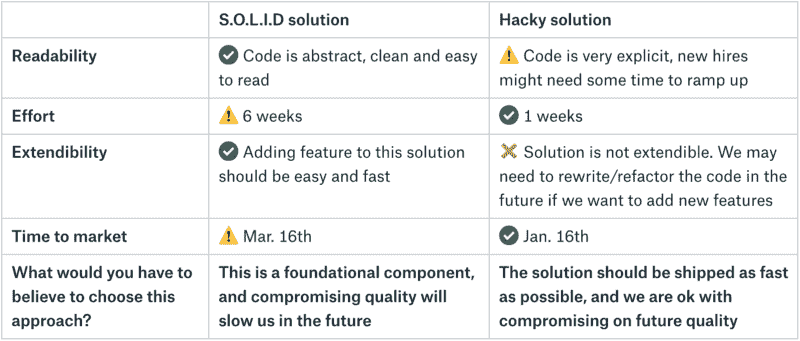 S.O.L.I.D solution
Hacky solution
Readability
Code is abstract, clean and easy
to read
Code is very explicit, new hires
might need some time to ramp up
Effort
6 weeks
1 weeks
Extendibility
Adding feature to this solution
should be easy and fast
Solution is not extendible. We may
need to rewrite/refactor the code in the
future if we want to add new features
Time to market
Mar. 16th
Jan. 16th
What would you have to
believe to choose this
approach?
This is a foundational component,
and compromising quality will
slow us in the future
The solution should be shipped as fast
as possible, and we are ok with
compromising on future quality